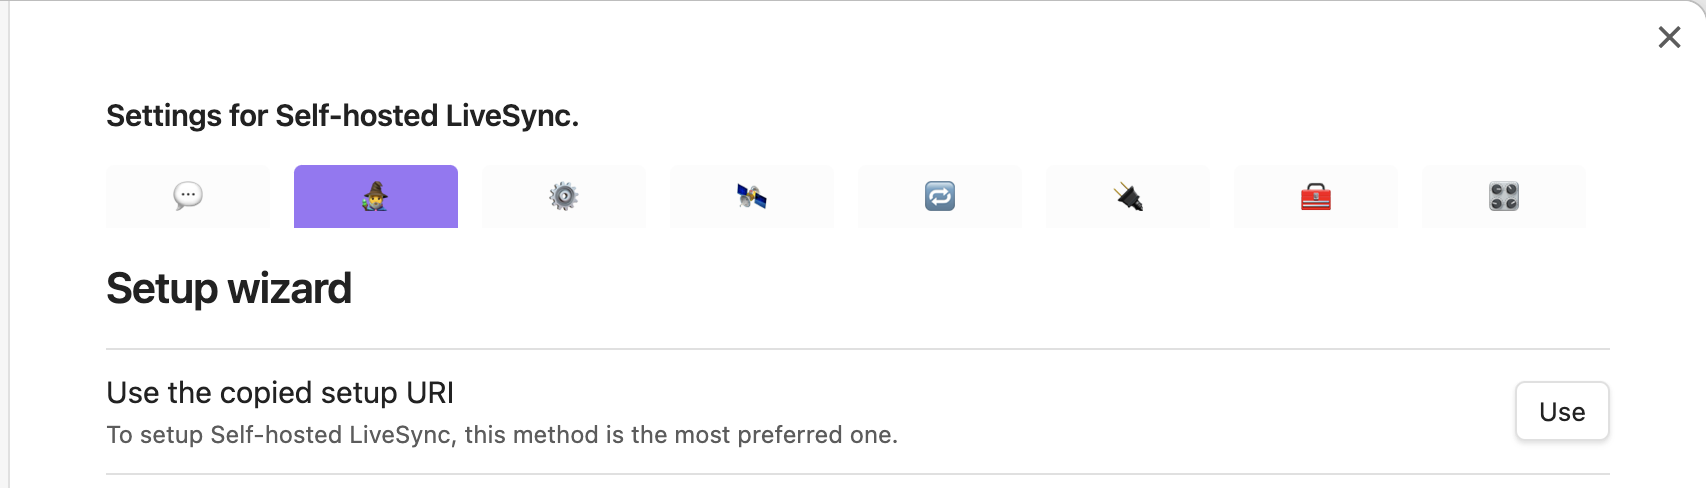 Settings for Self-hosted LiveSync.
Setup wizard
Use the copied setup URI
To setup Self-hosted LiveSync, this method is the most preferred one.
Use